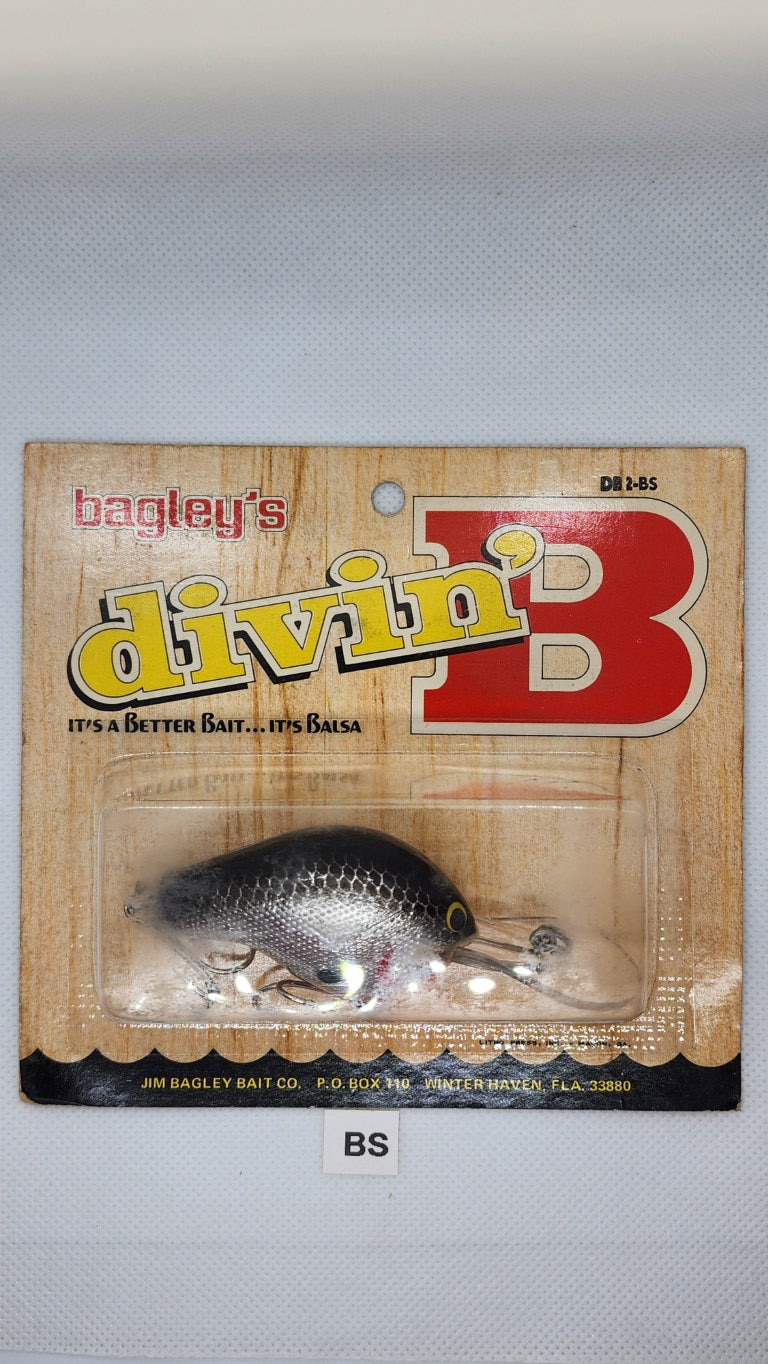 bagley's
DB 2-BS
divin' B
IT'S A BETTER BAIT...IT'S BALSA
JIM BAGLEY BAIT CO. P.O. BOX 110 WINTER HAVEN, FLA. 33880
BS